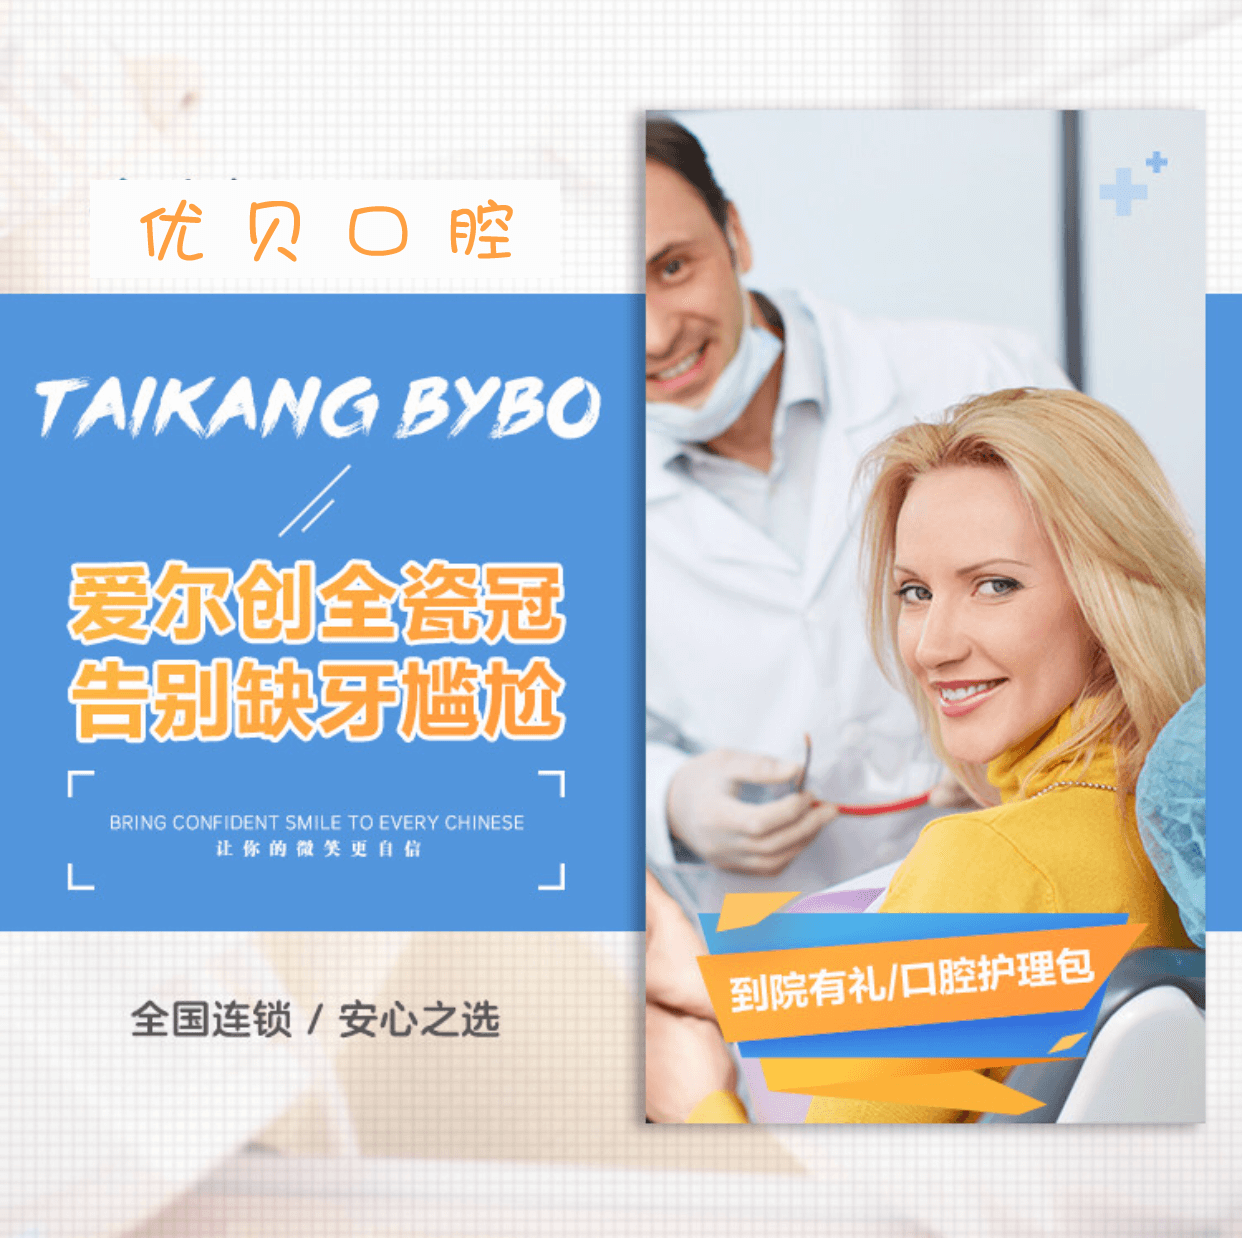 优贝口腔
TAIKANG BYBO
爱尔创全瓷冠
告别缺牙尴尬
BRING CONFIDENT SMILE TO EVERY CHINESE
让你的微笑更自信
全国连锁 / 安心之选
到院有礼/口腔护理包